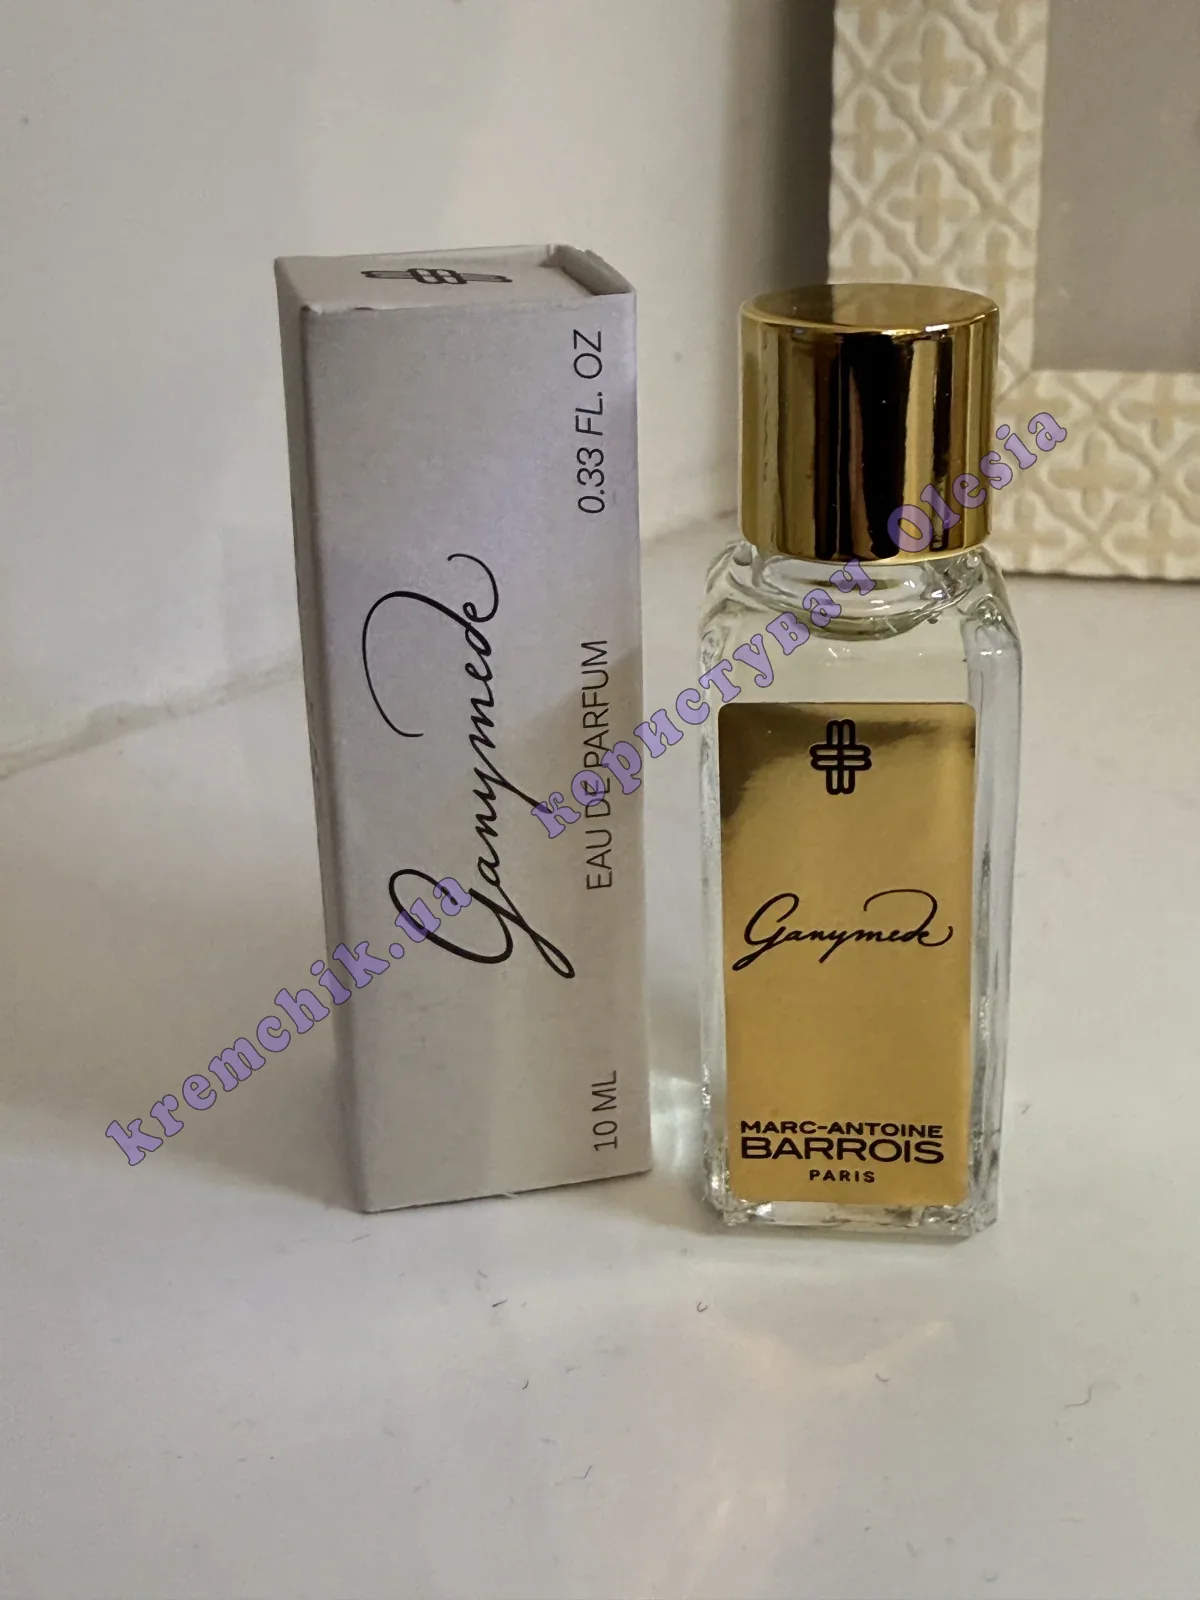 Ganymede
EAU DE PARFUM
10 ML
0.33 FL. OZ
Ganymede
MARC-ANTOINE
BARROIS
PARIS
kremchik.ua користувач Olesia